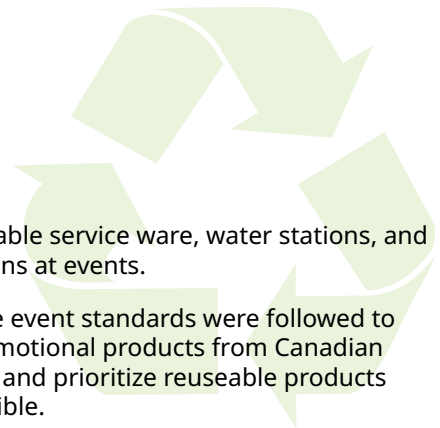 able service ware, water stations, and
ns at events.
e event standards were followed to
motional products from Canadian
and prioritize reuseable products
ible.